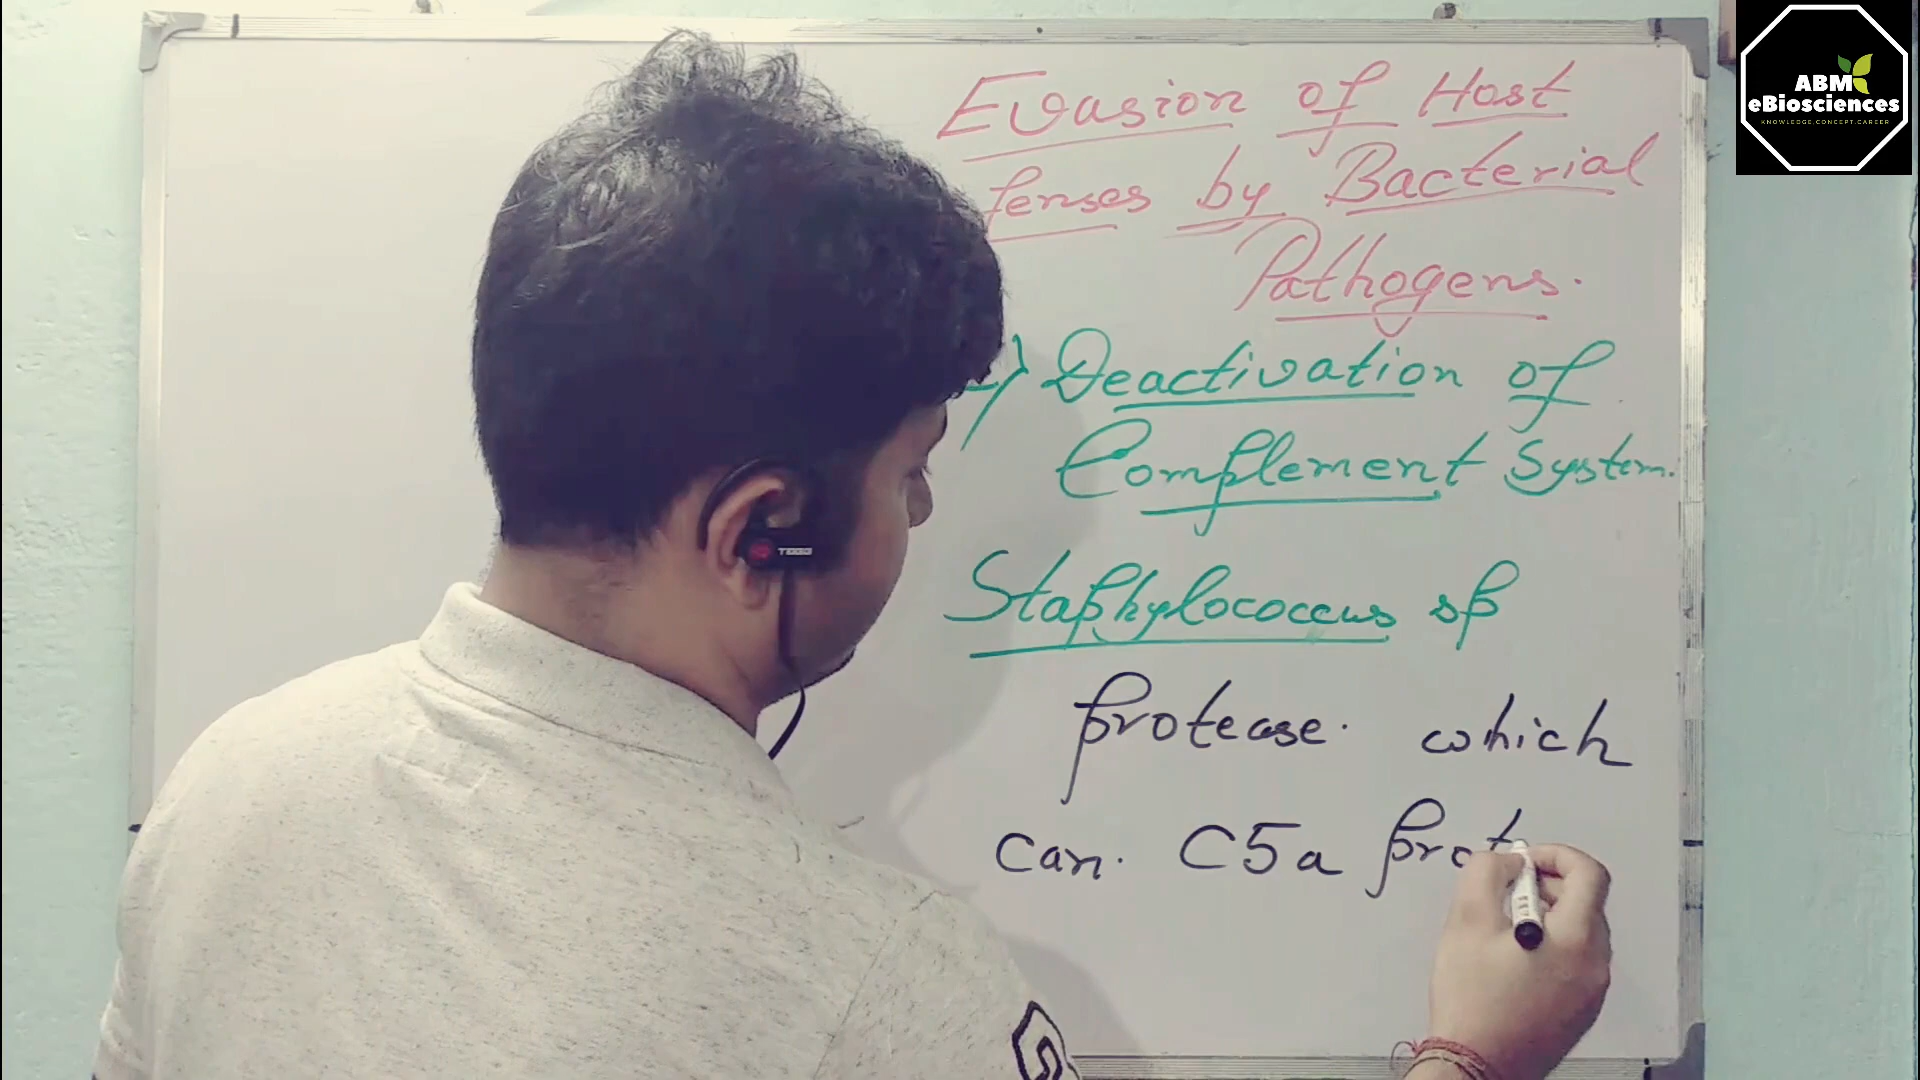 Evasion of Host
fenses by Bacterial
Pathogens.
Deactivation of
Complement System.
Staphylococcus sp
protease. which
can. C5a prot
ABM
eBiosciences
KNOWLEDGE.CONCEPT.CAREER